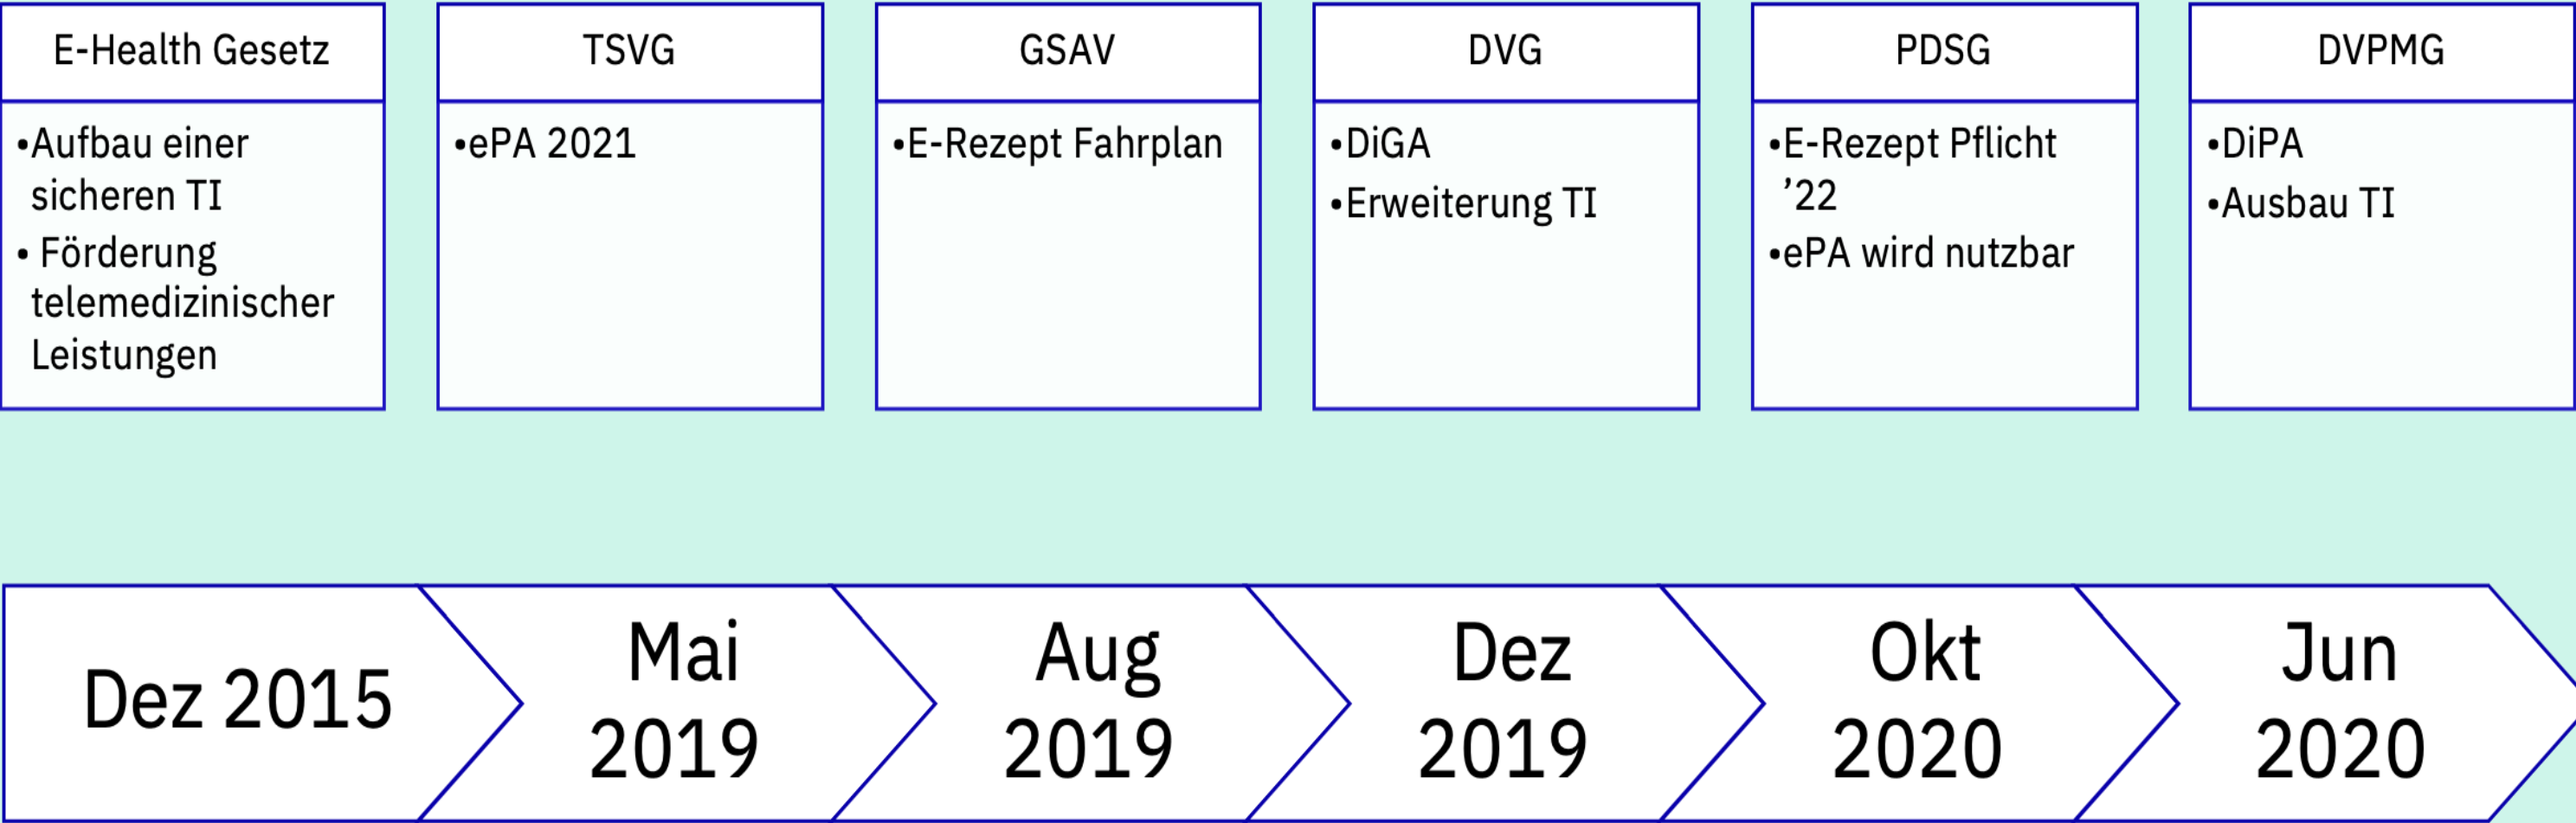 E-Health Gesetz
•Aufbau einer
sicheren TI
• Förderung
telemedizinischer
Leistungen
TSVG
•ePA 2021
GSAV
•E-Rezept Fahrplan
DVG
•DiGA
•Erweiterung TI
PDSG
•E-Rezept Pflicht
’22
•ePA wird nutzbar
DVPMG
•DiPA
•Ausbau TI
Dez 2015
Mai
2019
Aug
2019
Dez
2019
Okt
2020
Jun
2020